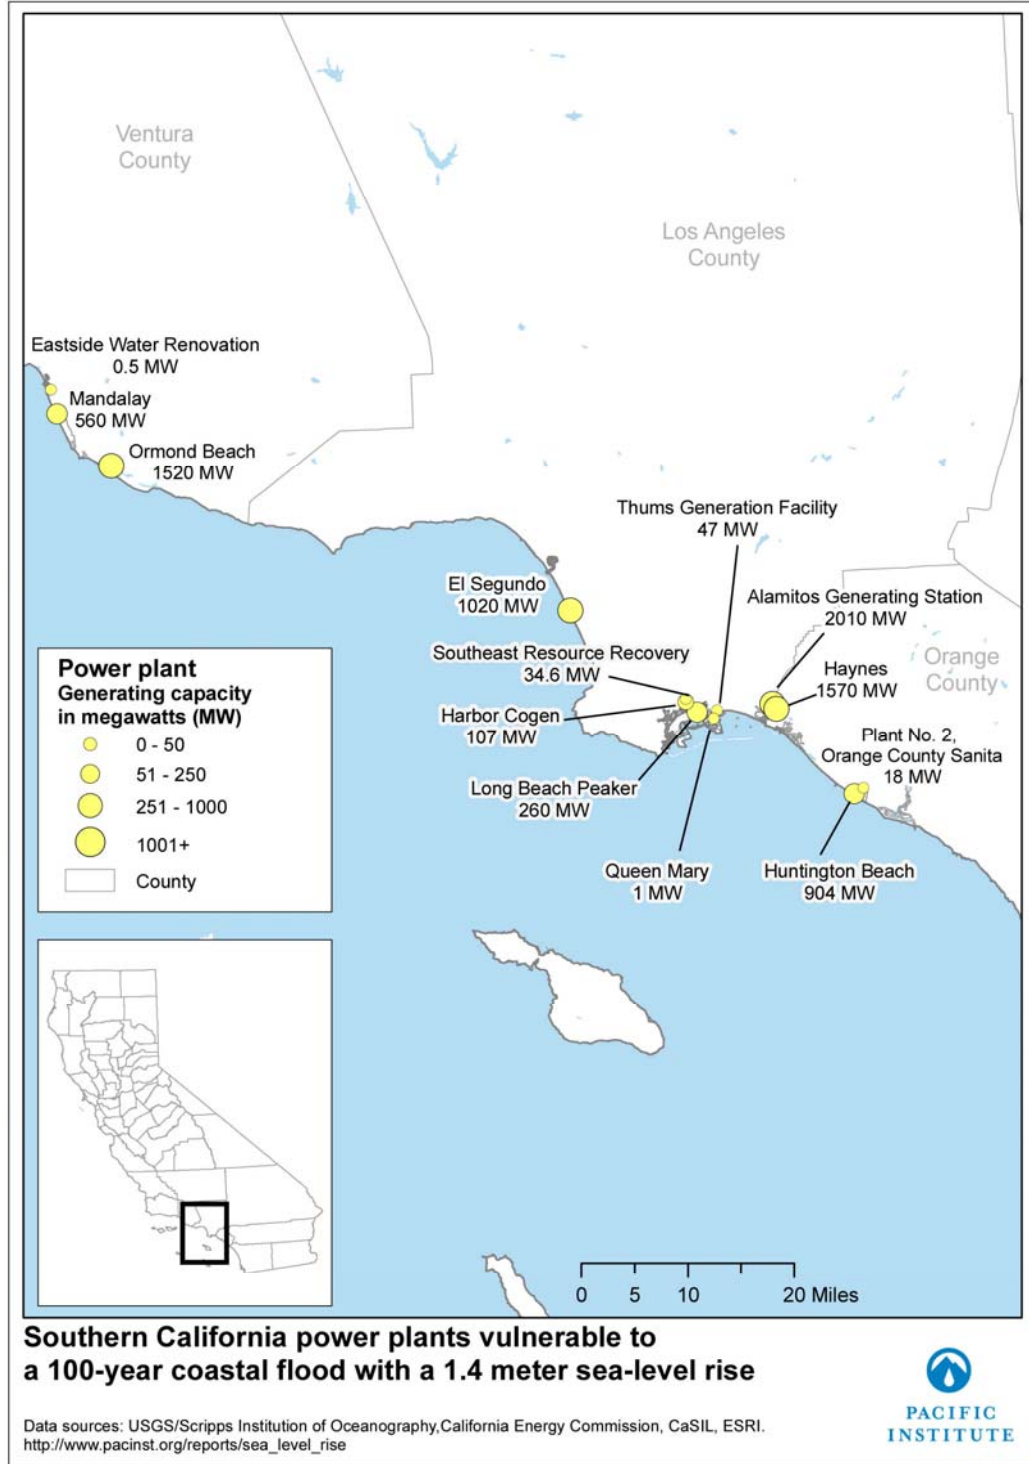 Ventura
County
Los Angeles
County
Eastside Water Renovation
0.5 MW
Mandalay
560 MW
Ormond Beach
1520 MW
Thums Generation Facility
47 MW
El Segundo
1020 MW
Alamitos Generating Station
2010 MW
Southeast Resource Recovery
34.6 MW
Haynes
1570 MW
Orange
County
Harbor Cogen
107 MW
Plant No. 2,
Orange County Sanita
18 MW
Long Beach Peaker
260 MW
Queen Mary
1 MW
Huntington Beach
904 MW
Power plant
Generating capacity
in megawatts (MW)
0 - 50
51 - 250
251 - 1000
1001+
County
0 5 10 20 Miles
Southern California power plants vulnerable to
a 100-year coastal flood with a 1.4 meter sea-level rise
Data sources: USGS/Scripps Institution of Oceanography,California Energy Commission, CaSIL, ESRI.
http://www.pacinst.org/reports/sea_level_rise
PACIFIC
INSTITUTE